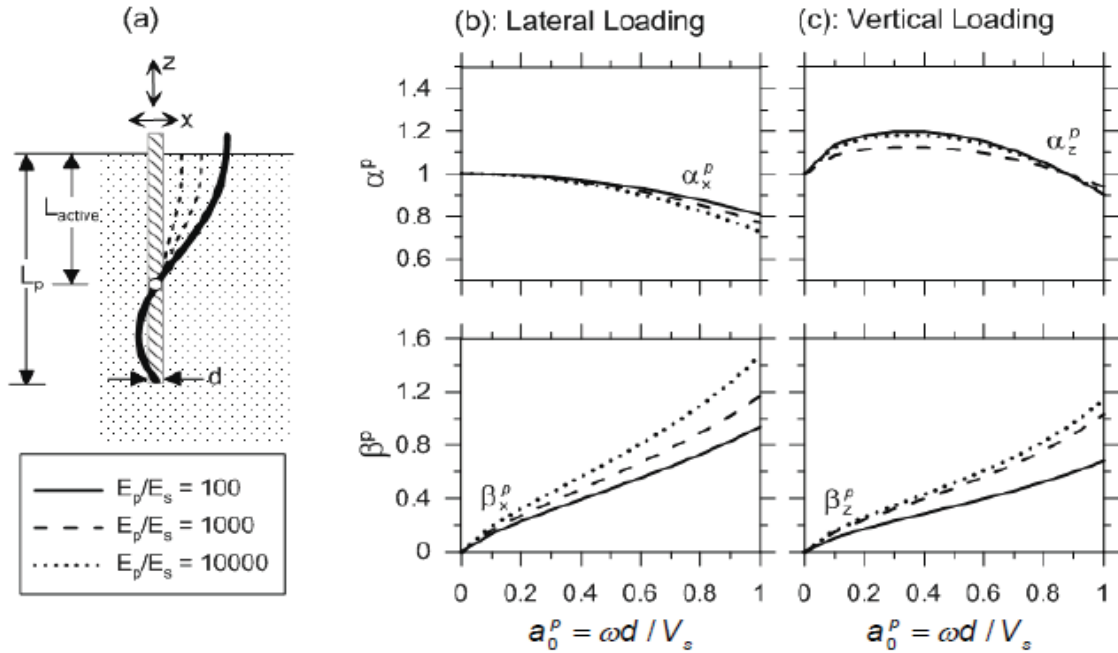 (a)
z
x
L_active
L_p
d
E_p/E_s = 100
E_p/E_s = 1000
E_p/E_s = 10000
(b): Lateral Loading
α^p
1.4
1.2
1
0.8
0.6
α_x^p
β^p
1.6
1.2
0.8
0.4
0
β_x^p
0 0.2 0.4 0.6 0.8 1
a_0^p = ωd / V_s
(c): Vertical Loading
α_z^p
β_z^p
0 0.2 0.4 0.6 0.8 1
a_0^p = ωd / V_s